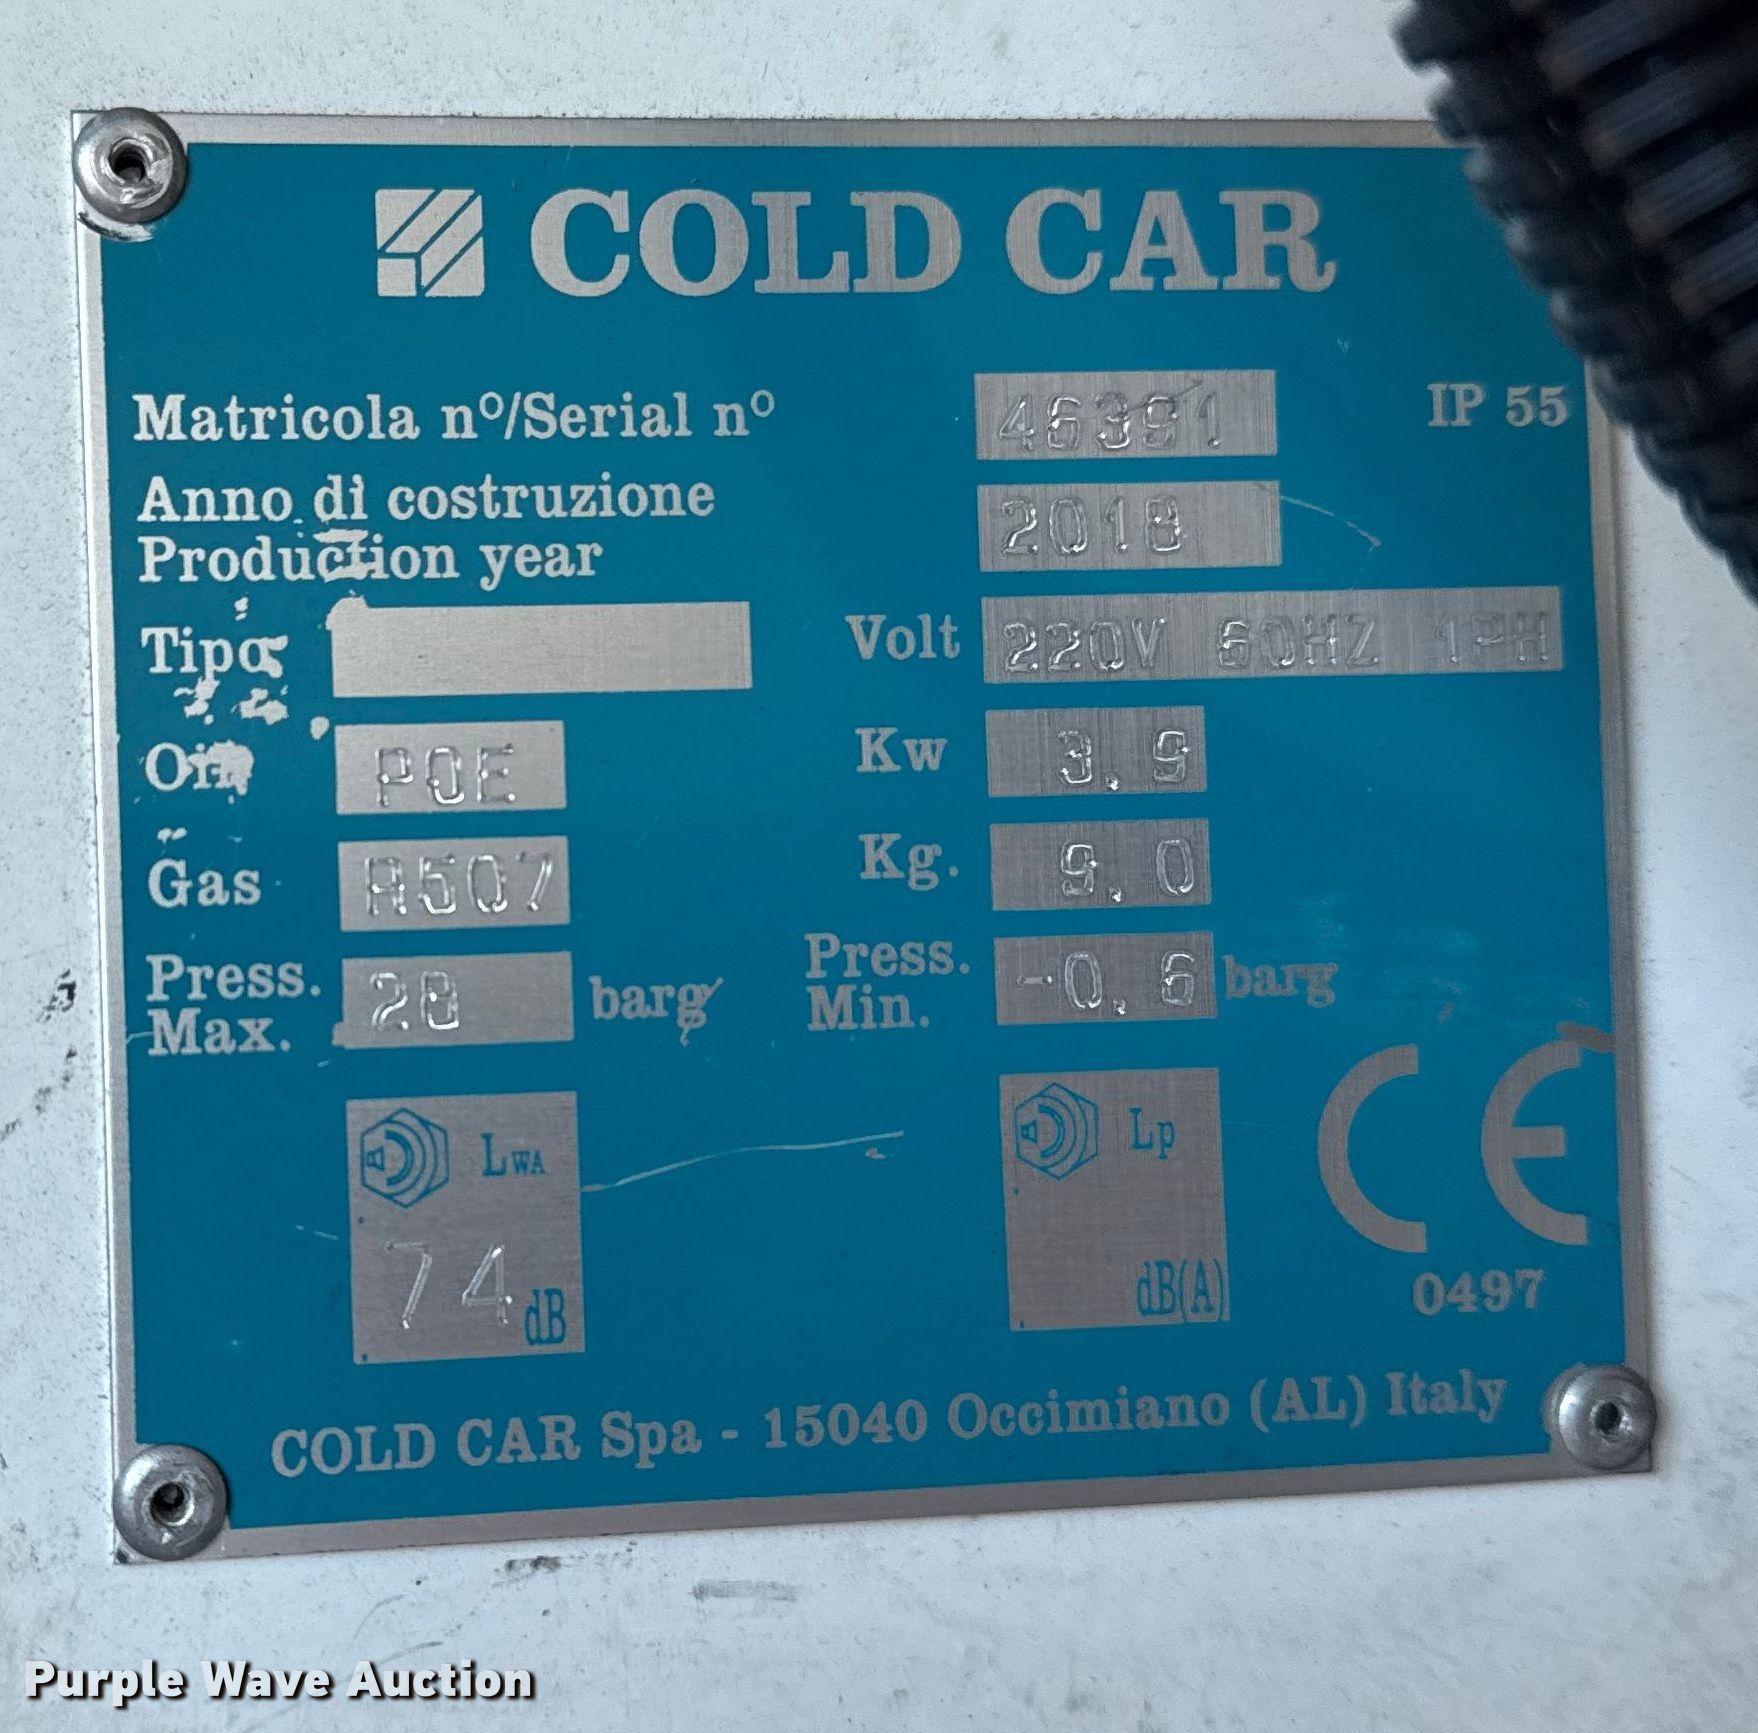 COLD CAR
Matricola nº/Serial nº 46391 IP 55
Anno di costruzione
Production year 2018
Tipo Volt 220V 60HZ 1PH
Oil POE Kw 3.9
Gas R507 Kg. 9.0
Press. Max. 28 barg Press. Min. -0.6 barg
LWA Lp
74 dB dB(A)
CE
0497
COLD CAR Spa - 15040 Occimiano (AL) Italy
Purple Wave Auction